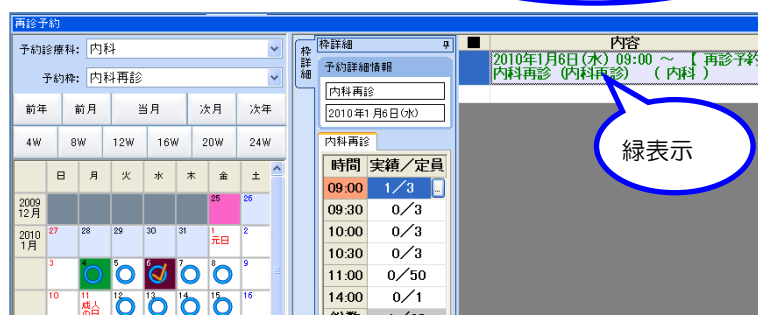 再診予約
予約診療科: 内科
予約枠: 内科再診
前年 前月 当月 次月 次年
4W 8W 12W 16W 20W 24W
日 月 火 水 木 金 土
2009
12月
25 26
2010
1月
27 28 29 30 31 1 2
元日
3 4 5 6 7 8 9
10 11 12 13 14 15 16
成人
の日
枠詳細
枠詳細
予約詳細情報
内科再診
2010年1月6日(水)
内科再診
時間 実績/定員
09:00 1/3 ...
09:30 0/3
10:00 0/3
10:30 0/3
11:00 0/50
14:00 0/1
内容
2010年1月6日(水) 09:00 ～ 【 再診予約
内科再診 (内科再診) ( 内科 )
緑表示